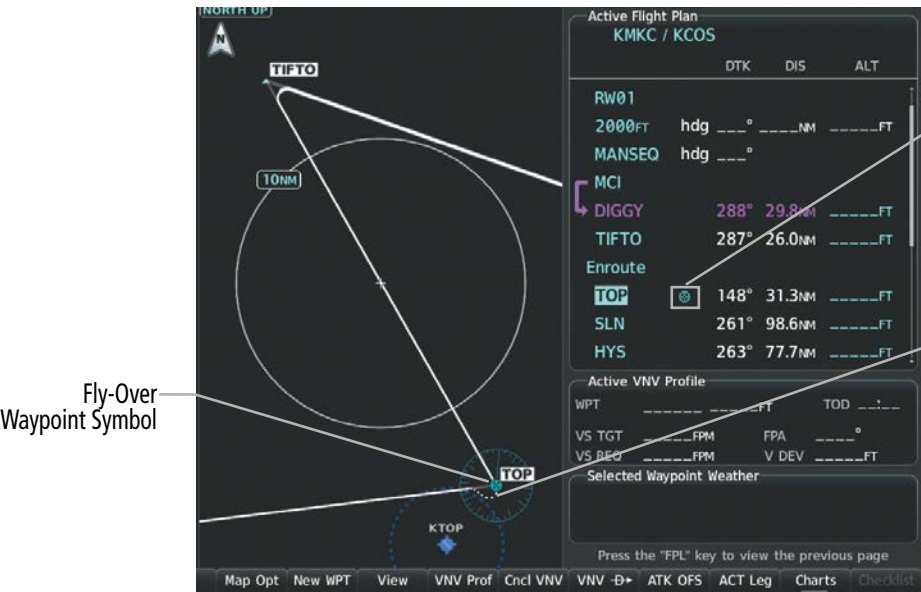 NORTH UP
N
TIFTO
10NM
TOP
KTOP
Fly-Over
Waypoint Symbol
Active Flight Plan
KMKC / KCOS
DTK DIS ALT
RW01
2000FT hdg ___° ____NM _____FT
MANSEQ hdg ___°
MCI
DIGGY 288° 29.8NM _____FT
TIFTO 287° 26.0NM _____FT
Enroute
TOP 148° 31.3NM _____FT
SLN 261° 98.6NM _____FT
HYS 263° 77.7NM _____FT
Active VNV Profile
WPT ______ _____FT TOD __:__
VS TGT _____FPM FPA ____°
VS REQ _____FPM V DEV _____FT
Selected Waypoint Weather
Press the "FPL" key to view the previous page
Map Opt New WPT View VNV Prof Cncl VNV VNV -D→ ATK OFS ACT Leg Charts Checklist